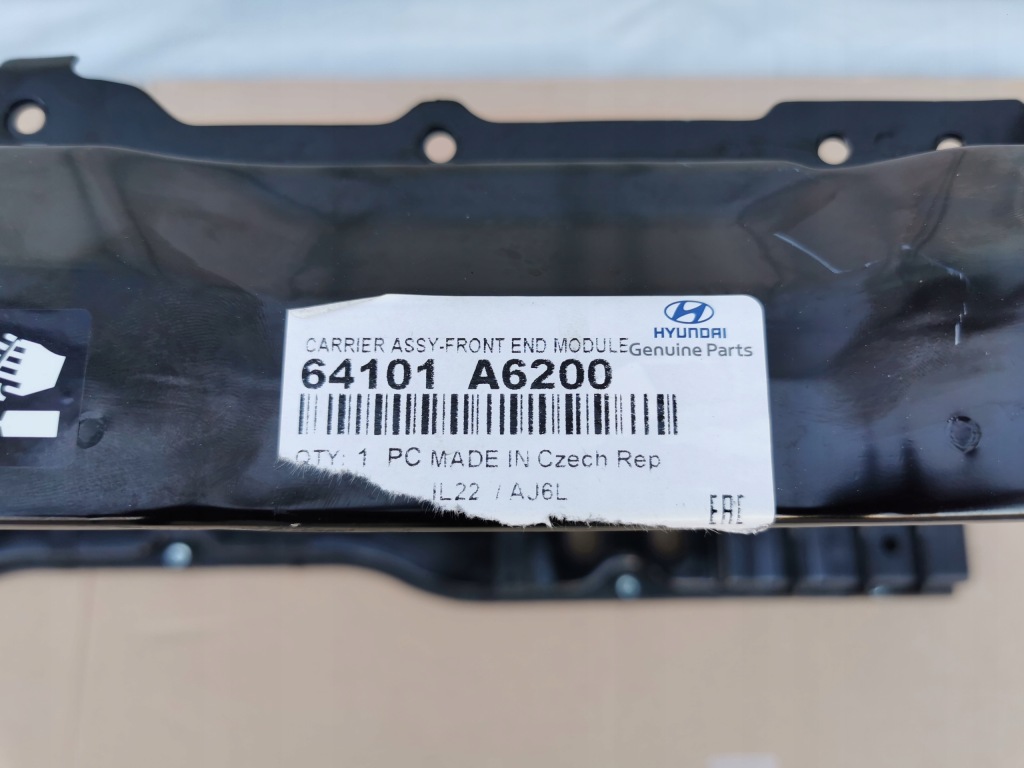 HYUNDAI
CARRIER ASSY-FRONT END MODULE
Genuine Parts
64101 A6200
QTY: 1 PC MADE IN Czech Rep
IL22 / AJ6L
EAC